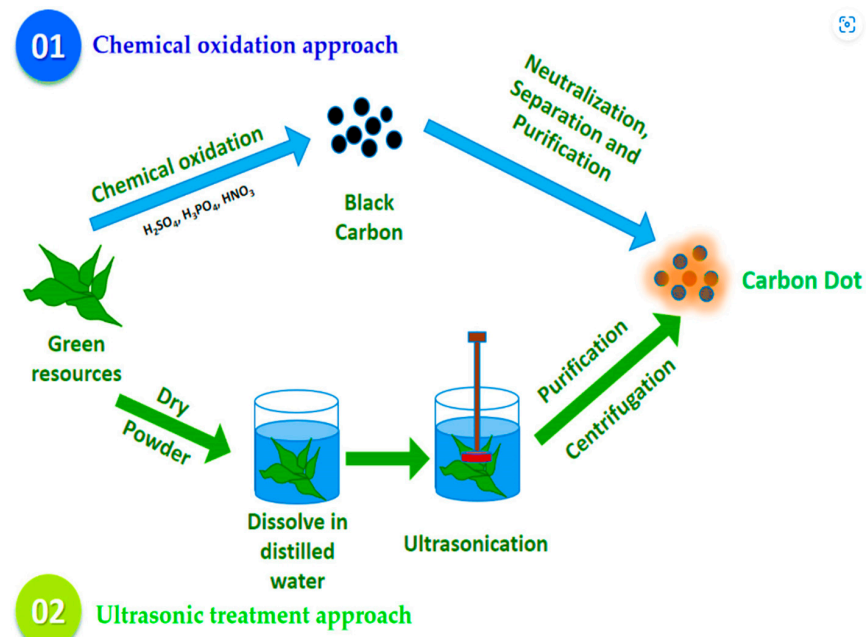 01
Chemical oxidation approach
Chemical oxidation
H₂SO₄, H₃PO₄, HNO₃
Black
Carbon
Neutralization,
Separation and
Purification
Carbon Dot
Green
resources
Dry
Powder
Dissolve in
distilled
water
Ultrasonication
Purification
Centrifugation
02
Ultrasonic treatment approach